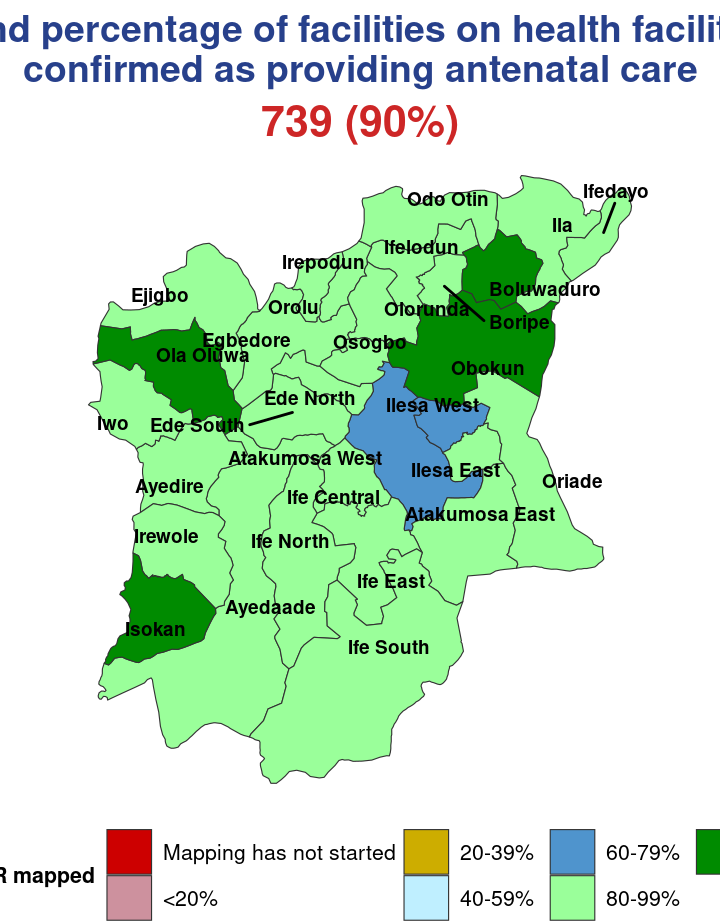 percentage of facilities on health
confirmed as providing antenatal care
739 (90%)
Ifedayo
Odo Otin
Ila
Ifelodun
Irepodun
Boluwaduro
Ejigbo
Orolu
Olorunda
Boripe
Egbedore
Osogbo
Ola Oluwa
Obokun
Ede North
Ilesa West
Iwo
Ede South
Atakumosa West
Ilesa East
Oriade
Ayedire
Ife Central
Atakumosa East
Irewole
Ife North
Ife East
Ayedaade
Isokan
Ife South
Mapping has not started
20-39%
60-79%
R mapped
<20%
40-59%
80-99%